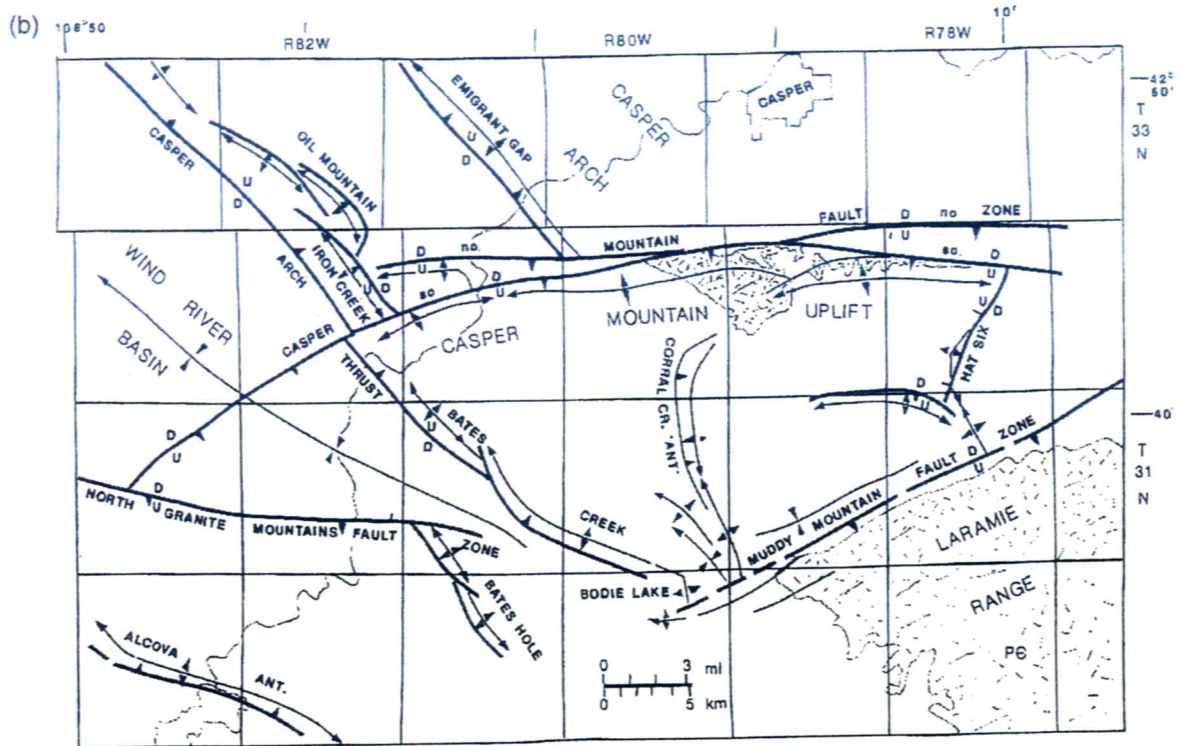 (b)
106°50
R82W
R80W
R78W
10'
42°
50'
T
33
N
CASPER
CASPER
ARCH
EMIGRANT GAP
U
D
OIL MOUNTAIN
CASPER
U
D
ARCH
IRON CREEK
U
D
D
U
no.
MOUNTAIN
FAULT
D
U
no
ZONE
so.
D
U
so.
D
U
MOUNTAIN
UPLIFT
CASPER
WIND RIVER
BASIN
CASPER
THRUST
U
D
HAT SIX
CORRAL CR. "ANT"
D
U
40'
T
31
N
BATES
U
D
D
U
NORTH
D
U
GRANITE
MOUNTAINS
FAULT
ZONE
CREEK
MUDDY
MOUNTAIN
FAULT
D
U
ZONE
LARAMIE
RANGE
P€
BODIE LAKE
BATES HOLE
ALCOVA
ANT.
0 3 mi
0 5 km